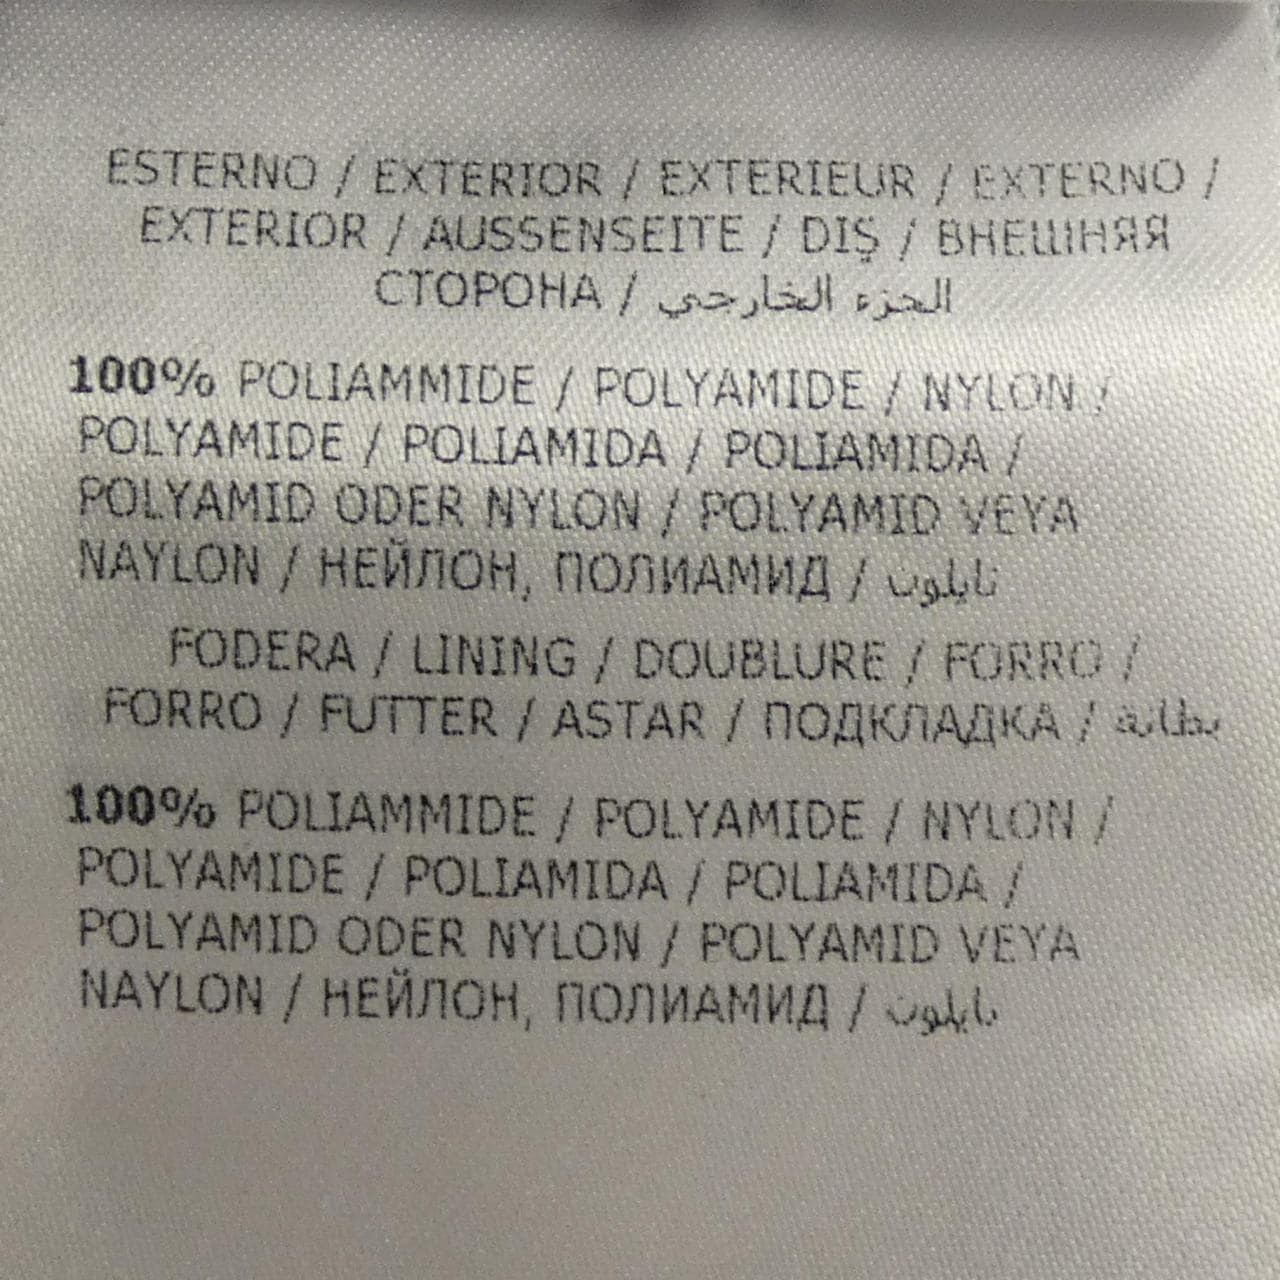 ESTERNO / EXTERIOR / EXTERIEUR / EXTERNO /
EXTERIOR / AUSSENSEITE / DIŞ / ВНЕШНЯЯ
СТОРОНА / الجزء الخارجي
100% POLIAMMIDE / POLYAMIDE / NYLON /
POLYAMIDE / POLIAMIDA / POLIAMIDA /
POLYAMID ODER NYLON / POLYAMID VEYA
NAYLON / НЕЙЛОН, ПОЛИАМИД / نايلون
FODERA / LINING / DOUBLURE / FORRO /
FORRO / FUTTER / ASTAR / ПОДКЛАДКА / بطانة
100% POLIAMMIDE / POLYAMIDE / NYLON /
POLYAMIDE / POLIAMIDA / POLIAMIDA /
POLYAMID ODER NYLON / POLYAMID VEYA
NAYLON / НЕЙЛОН, ПОЛИАМИД / نايلون